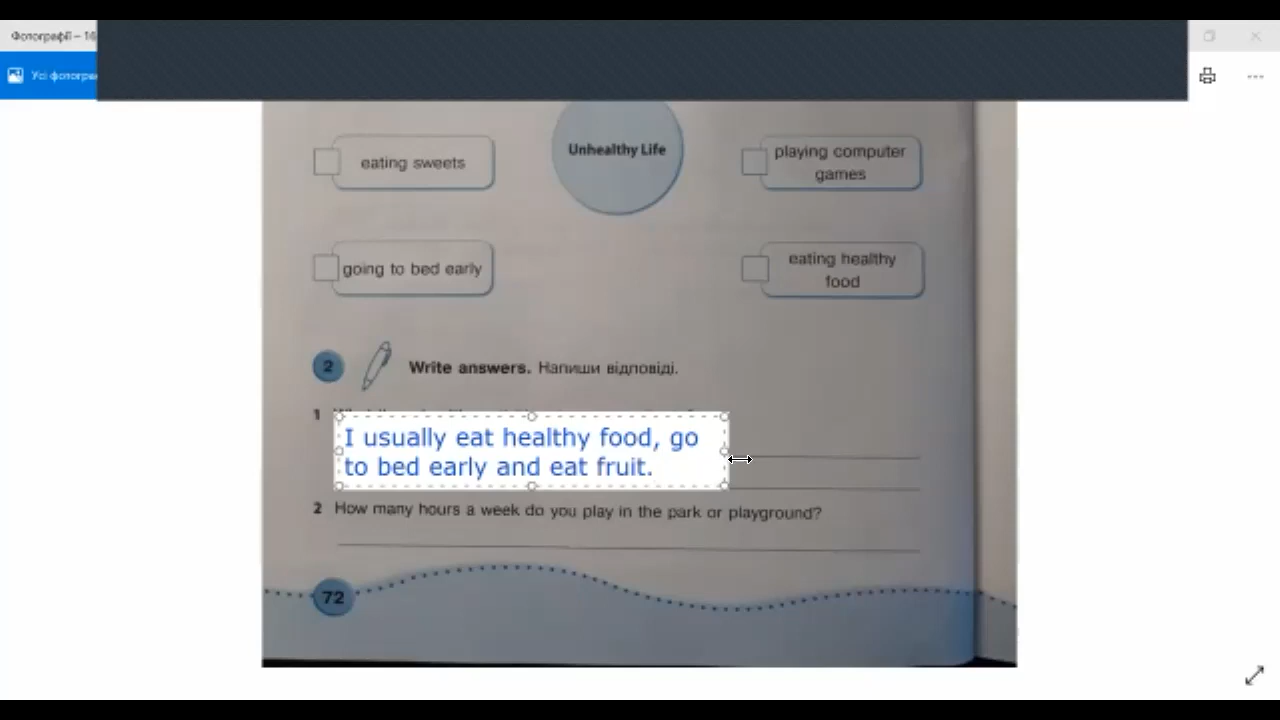 Фотографії – 16
Усі фотогра
Unhealthy Life
eating sweets
playing computer
games
going to bed early
eating healthy
food
2 Write answers. Напиши відповіді.
1
I usually eat healthy food, go
to bed early and eat fruit.
2 How many hours a week do you play in the park or playground?
72